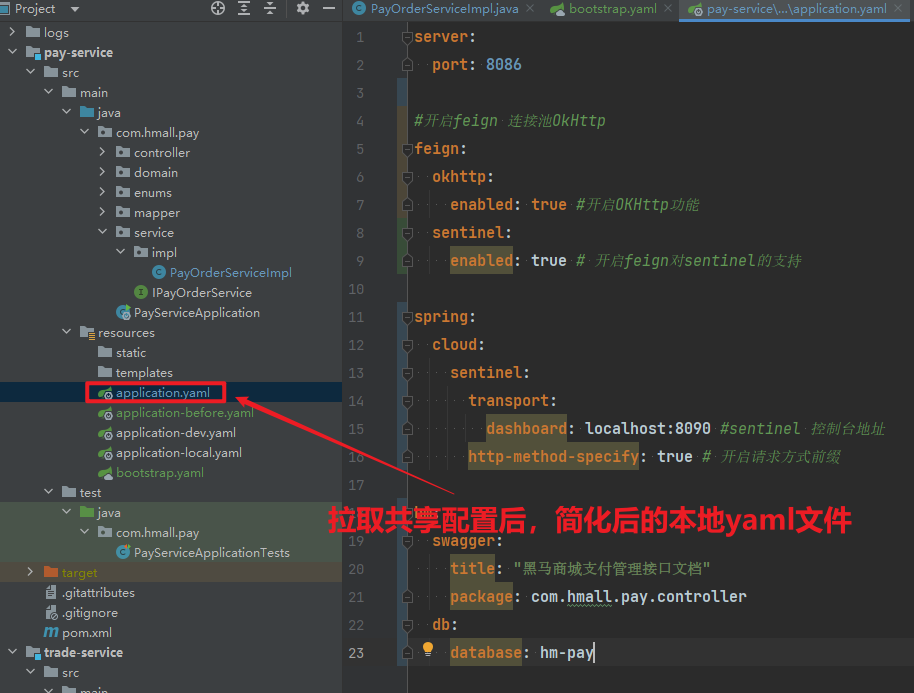 Project
PayOrderServiceImpl.java
bootstrap.yaml
pay-service\...\application.yaml
logs
pay-service
src
main
java
com.hmall.pay
controller
domain
enums
mapper
service
impl
PayOrderServiceImpl
IPayOrderService
PayServiceApplication
resources
static
templates
application.yaml
application-before.yaml
application-dev.yaml
application-local.yaml
bootstrap.yaml
test
java
com.hmall.pay
PayServiceApplicationTests
target
.gitattributes
.gitignore
pom.xml
trade-service
src
main
1 server:
2 port: 8086
3
4 #开启feign 连接池OkHttp
5 feign:
6 okhttp:
7 enabled: true #开启OKHttp功能
8 sentinel:
9 enabled: true # 开启feign对sentinel的支持
10
11 spring:
12 cloud:
13 sentinel:
14 transport:
15 dashboard: localhost:8090 #sentinel 控制台地址
16 http-method-specify: true # 开启请求方式前缀
17
拉取共享配置后，简化后的本地yaml文件
19 swagger:
20 title: "黑马商城支付管理接口文档"
21 package: com.hmall.pay.controller
22 db:
23 database: hm-pay